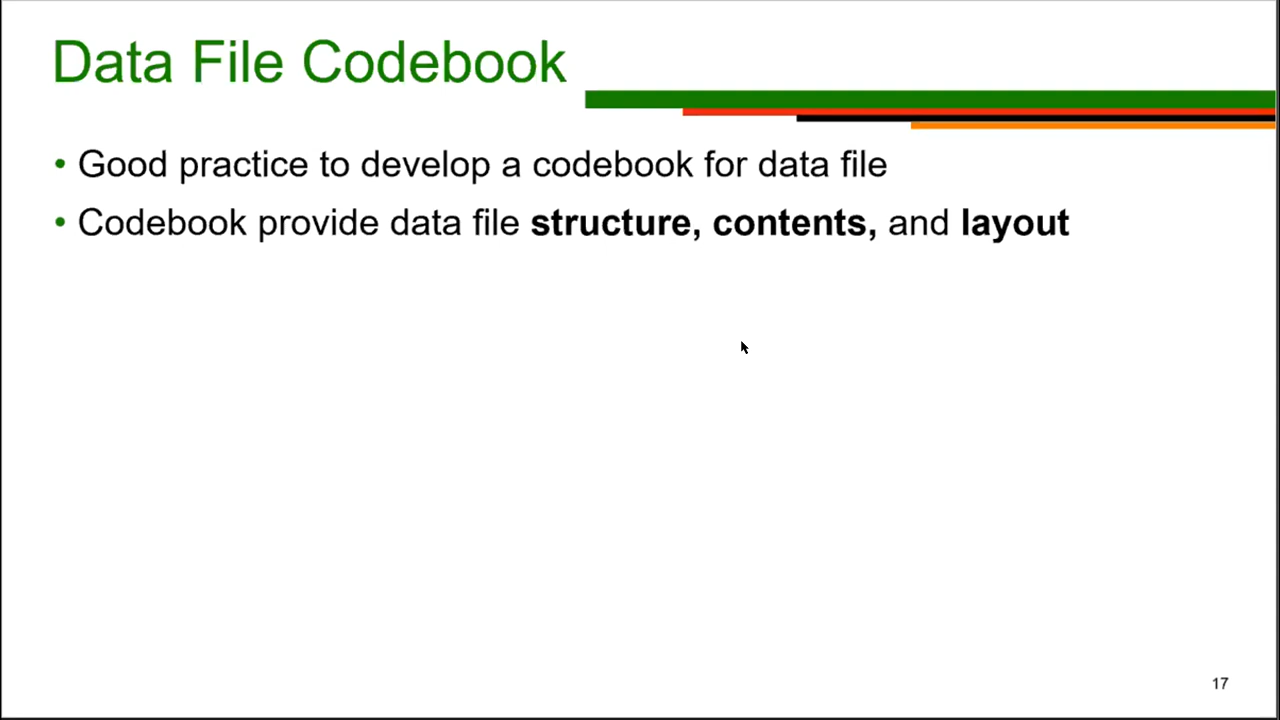 Data File Codebook
• Good practice to develop a codebook for data file
• Codebook provide data file structure, contents, and layout
17